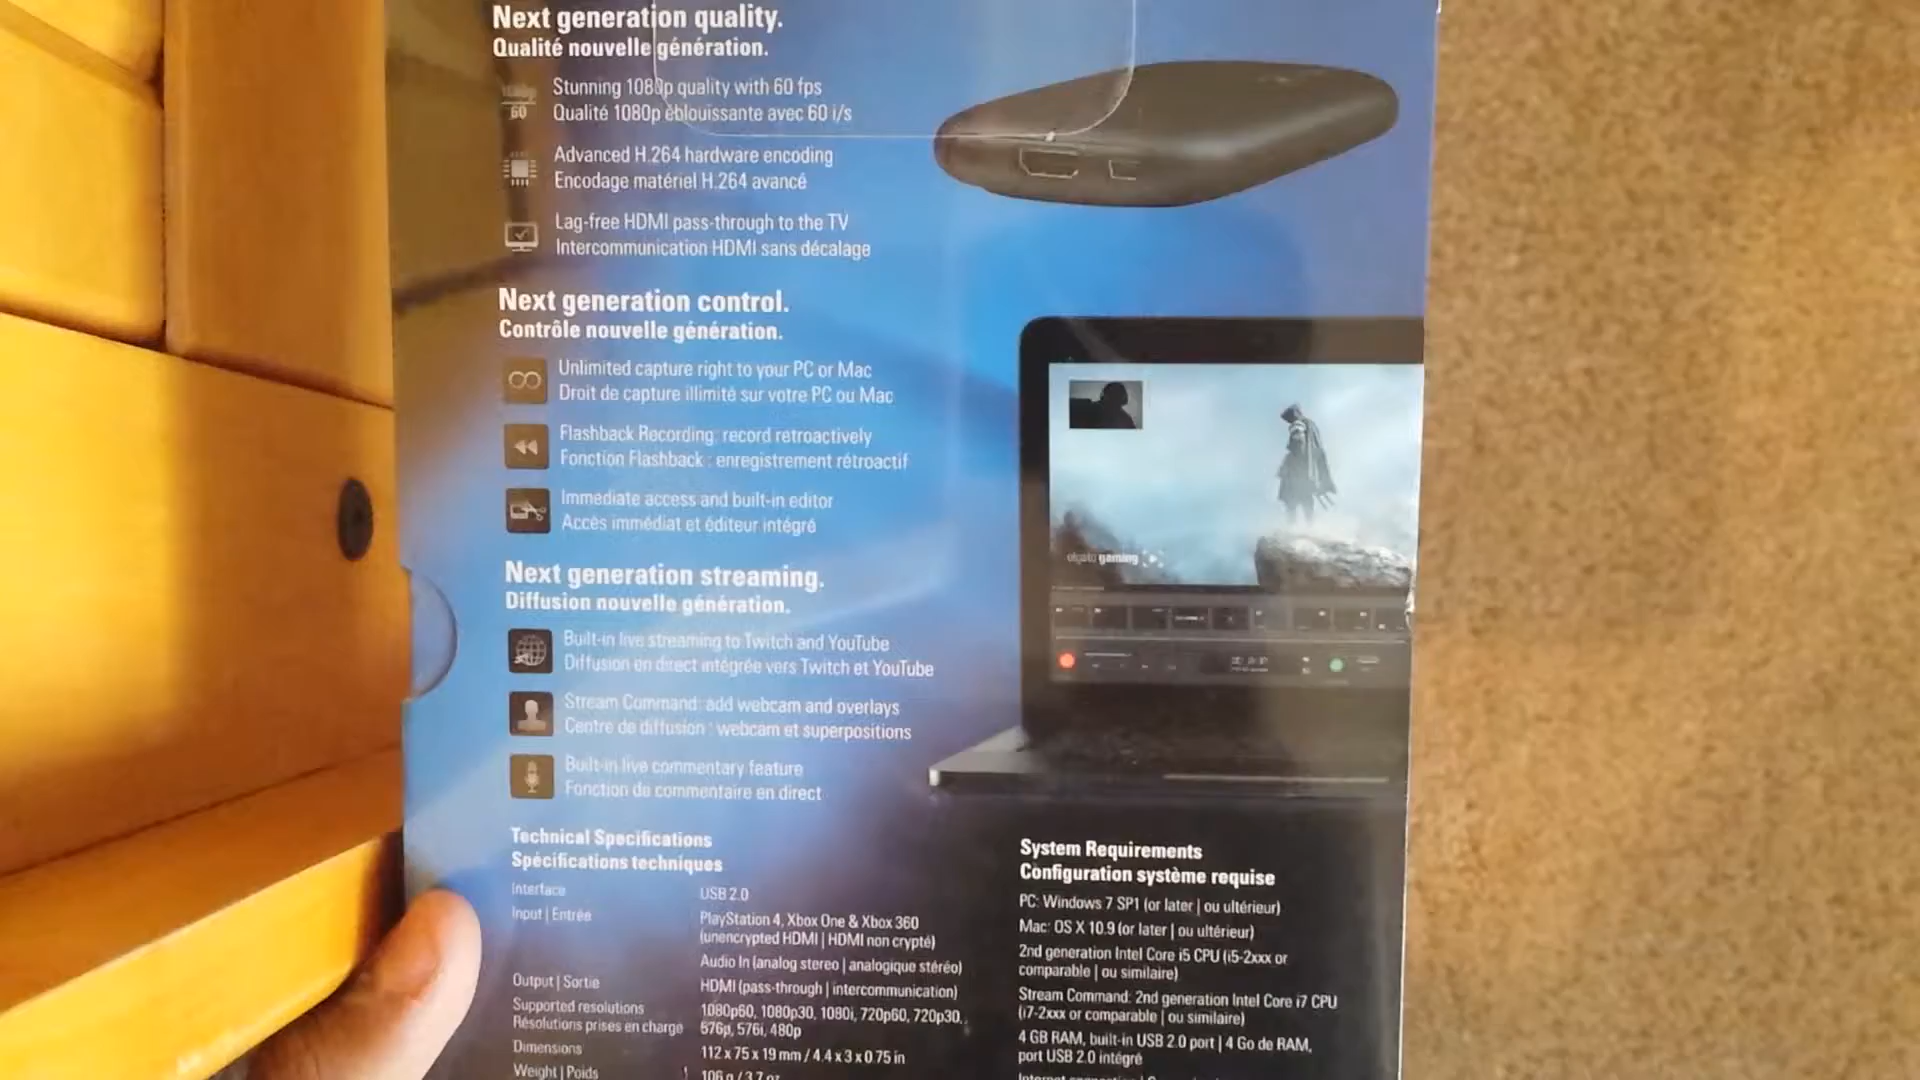 Next generation quality.
Qualité nouvelle génération.
60
Stunning 1080p quality with 60 fps
Qualité 1080p éblouissante avec 60 i/s
Advanced H.264 hardware encoding
Encodage matériel H.264 avancé
Lag-free HDMI pass-through to the TV
Intercommunication HDMI sans décalage
Next generation control.
Contrôle nouvelle génération.
Unlimited capture right to your PC or Mac
Droit de capture illimité sur votre PC ou Mac
Flashback Recording: record retroactively
Fonction Flashback : enregistrement rétroactif
Immediate access and built-in editor
Accès immédiat et éditeur intégré
elgato gaming
Next generation streaming.
Diffusion nouvelle génération.
Built-in live streaming to Twitch and YouTube
Diffusion en direct intégrée vers Twitch et YouTube
Stream Command: add webcam and overlays
Centre de diffusion : webcam et superpositions
Built-in live commentary feature
Fonction de commentaire en direct
Technical Specifications
Spécifications techniques
Interface USB 2.0
Input | Entrée PlayStation 4, Xbox One & Xbox 360
(unencrypted HDMI | HDMI non crypté)
Audio In (analog stereo | analogique stéréo)
Output | Sortie HDMI (pass-through | intercommunication)
Supported resolutions 1080p60, 1080p30, 1080i, 720p60, 720p30,
Résolutions prises en charge 576p, 576i, 480p
Dimensions 112 x 75 x 19 mm / 4.4 x 3 x 0.75 in
Weight | Poids 106 g / 3.7 oz
System Requirements
Configuration système requise
PC: Windows 7 SP1 (or later | ou ultérieur)
Mac: OS X 10.9 (or later | ou ultérieur)
2nd generation Intel Core i5 CPU (i5-2xxx or
comparable | ou similaire)
Stream Command: 2nd generation Intel Core i7 CPU
(i7-2xxx or comparable | ou similaire)
4 GB RAM, built-in USB 2.0 port | 4 Go de RAM,
port USB 2.0 intégré
Internet